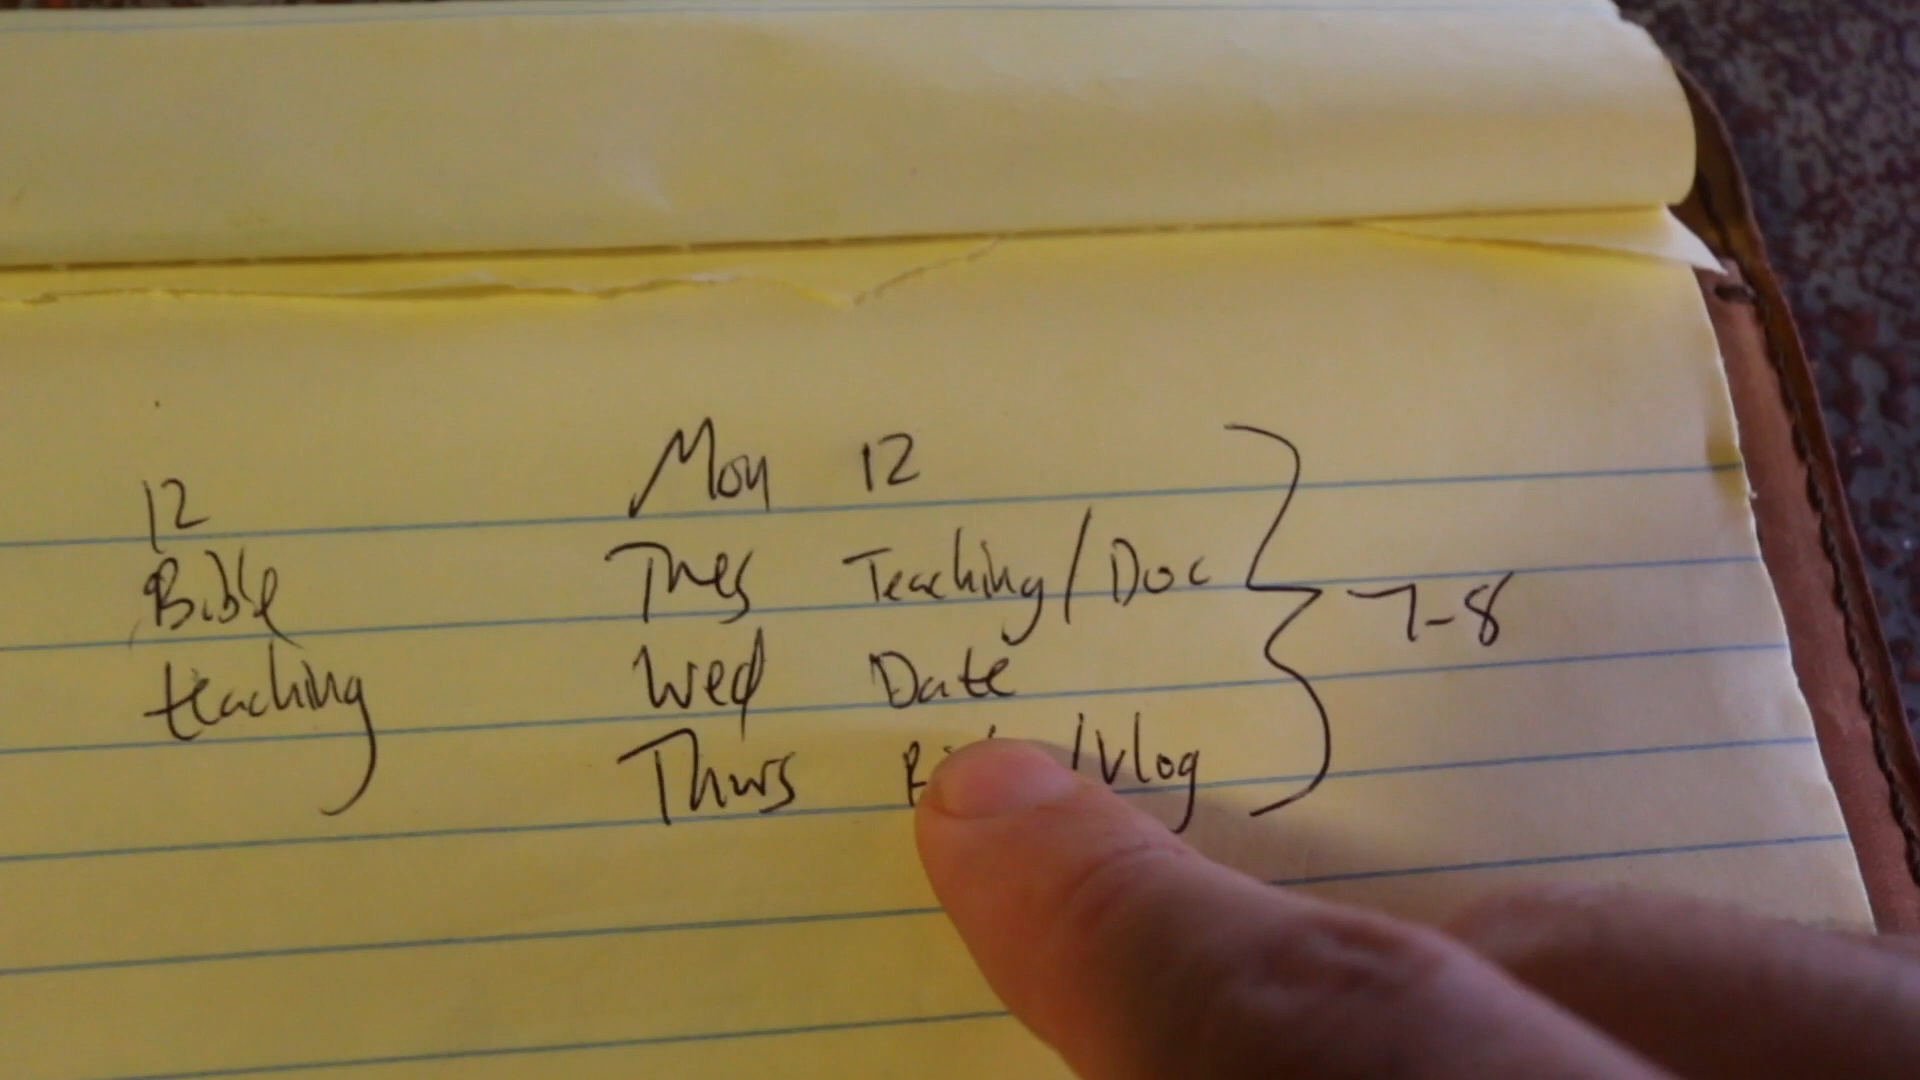 12
Bible
teaching
Mon 12
Tues Teaching/Doc
Wed Date
Thurs /Vlog
7-8